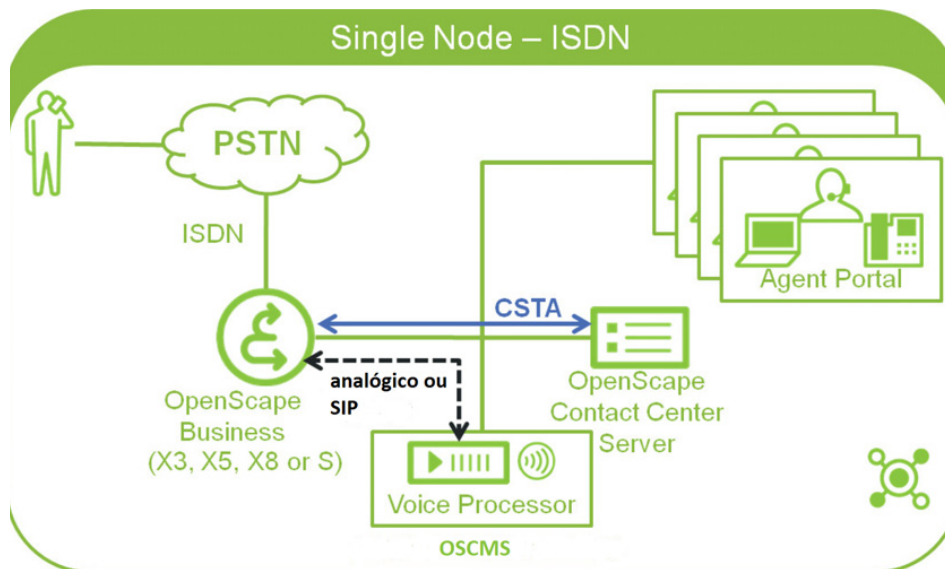 Single Node – ISDN
PSTN
ISDN
CSTA
Agent Portal
analógico ou
SIP
OpenScape
Business
(X3, X5, X8 or S)
OpenScape
Contact Center
Server
Voice Processor
OSCMS